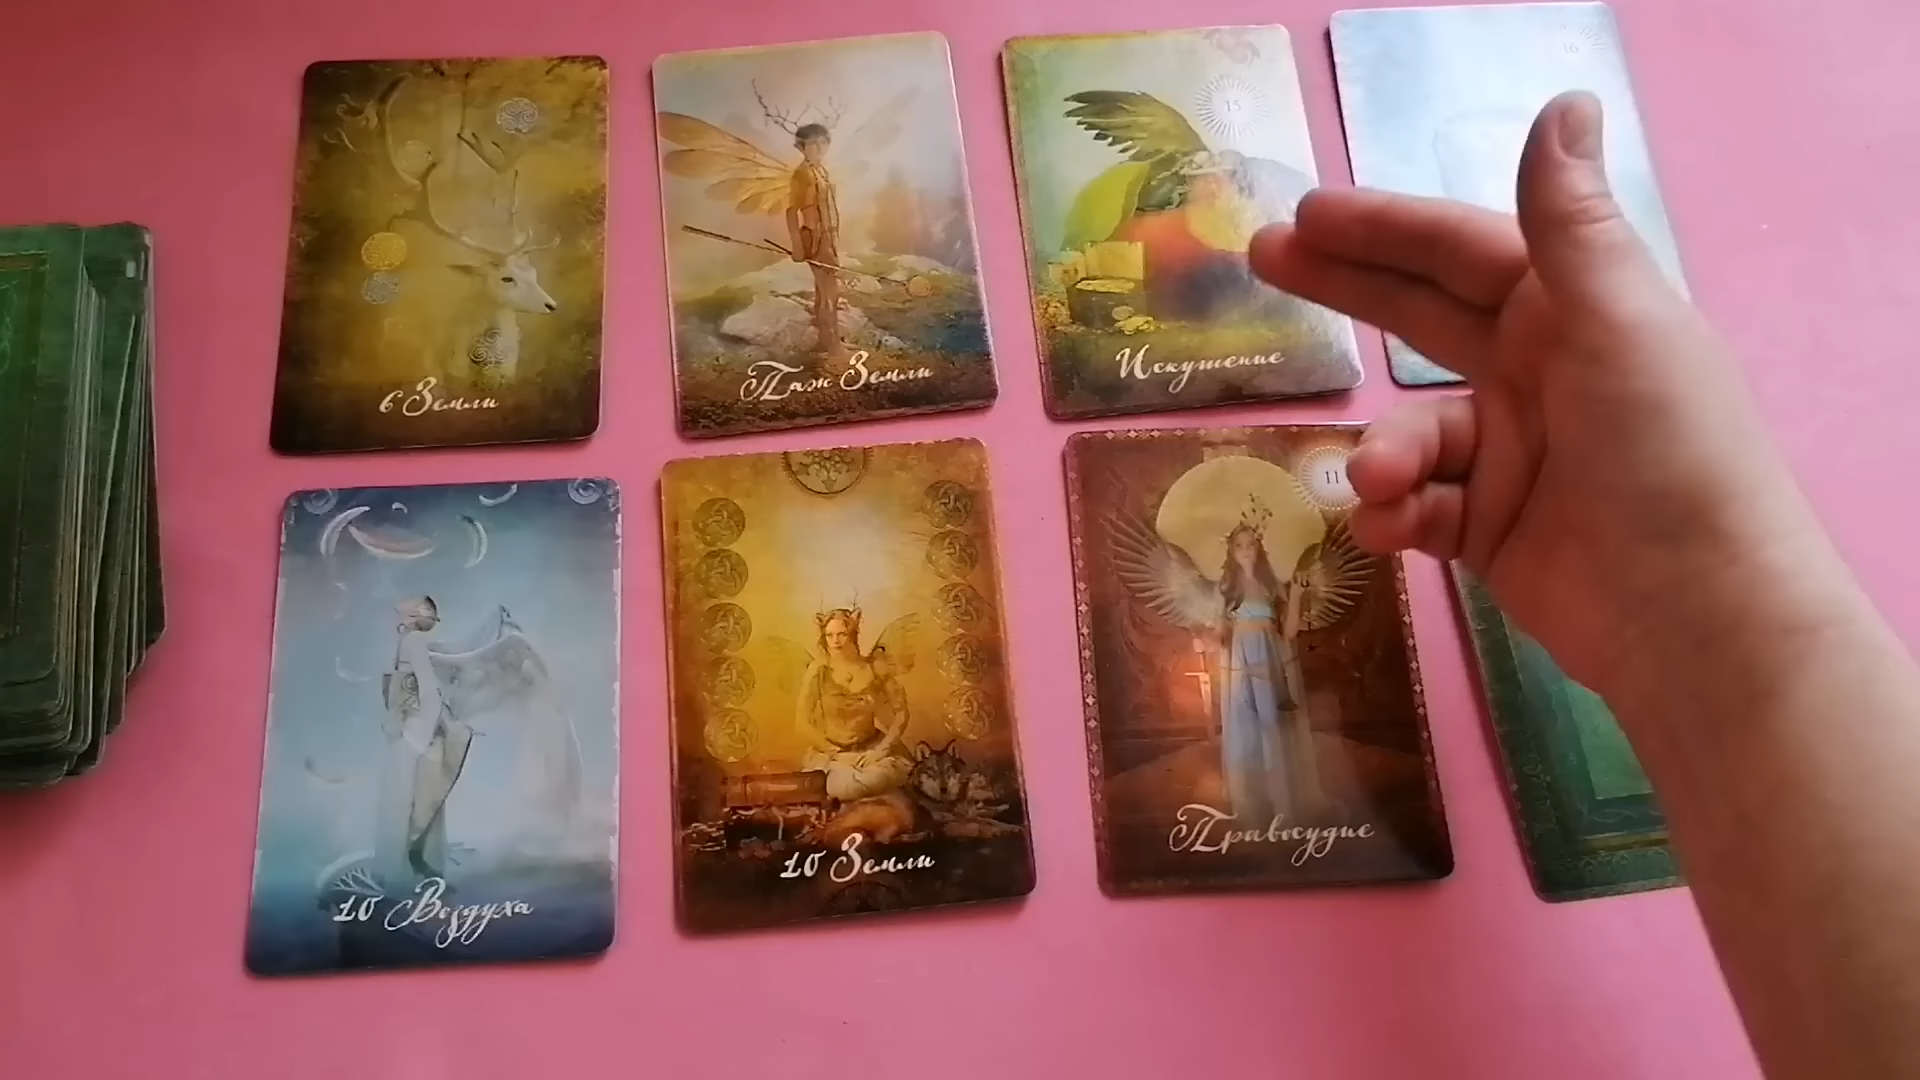 6 Земли
Паж Земли
15
Искушение
16
10 Воздуха
10 Земли
11
Правосудие